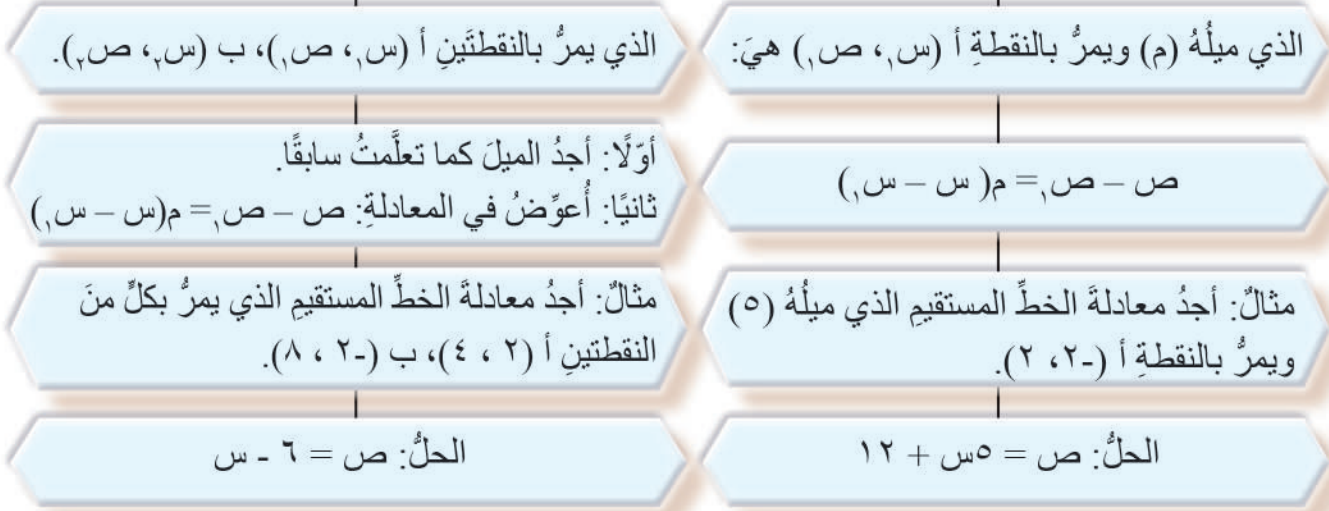 الذي ميلُهُ (م) ويمرُّ بالنقطةِ أ (س١، ص١) هيَ:
ص – ص١= م( س – س١)
مثالٌ: أجدُ معادلةَ الخطِّ المستقيمِ الذي ميلُهُ (٥)
ويمرُّ بالنقطةِ أ (-٢، ٢).
الحلُّ: ص = ٥س + ١٢
الذي يمرُّ بالنقطتَينِ أ (س١، ص١)، ب (س٢، ص٢).
أوّلًا: أجدُ الميلَ كما تعلَّمتُ سابقًا.
ثانيًا: أُعوِّضُ في المعادلةِ: ص – ص١= م(س – س١)
مثالٌ: أجدُ معادلةَ الخطِّ المستقيمِ الذي يمرُّ بكلٍّ منَ
النقطتينِ أ (٢ ، ٤)، ب (-٢ ، ٨).
الحلُّ: ص = ٦ - س